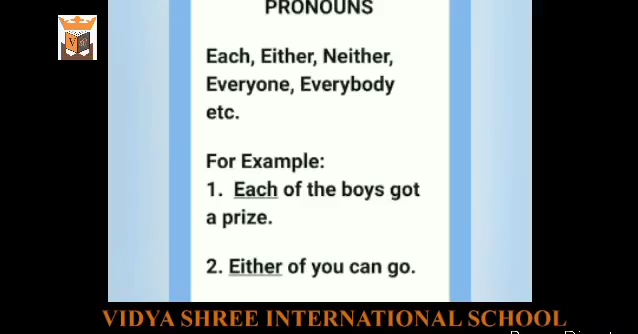 PRONOUNS
Each, Either, Neither,
Everyone, Everybody
etc.
For Example:
1. Each of the boys got
a prize.
2. Either of you can go.
VIDYA SHREE INTERNATIONAL SCHOOL